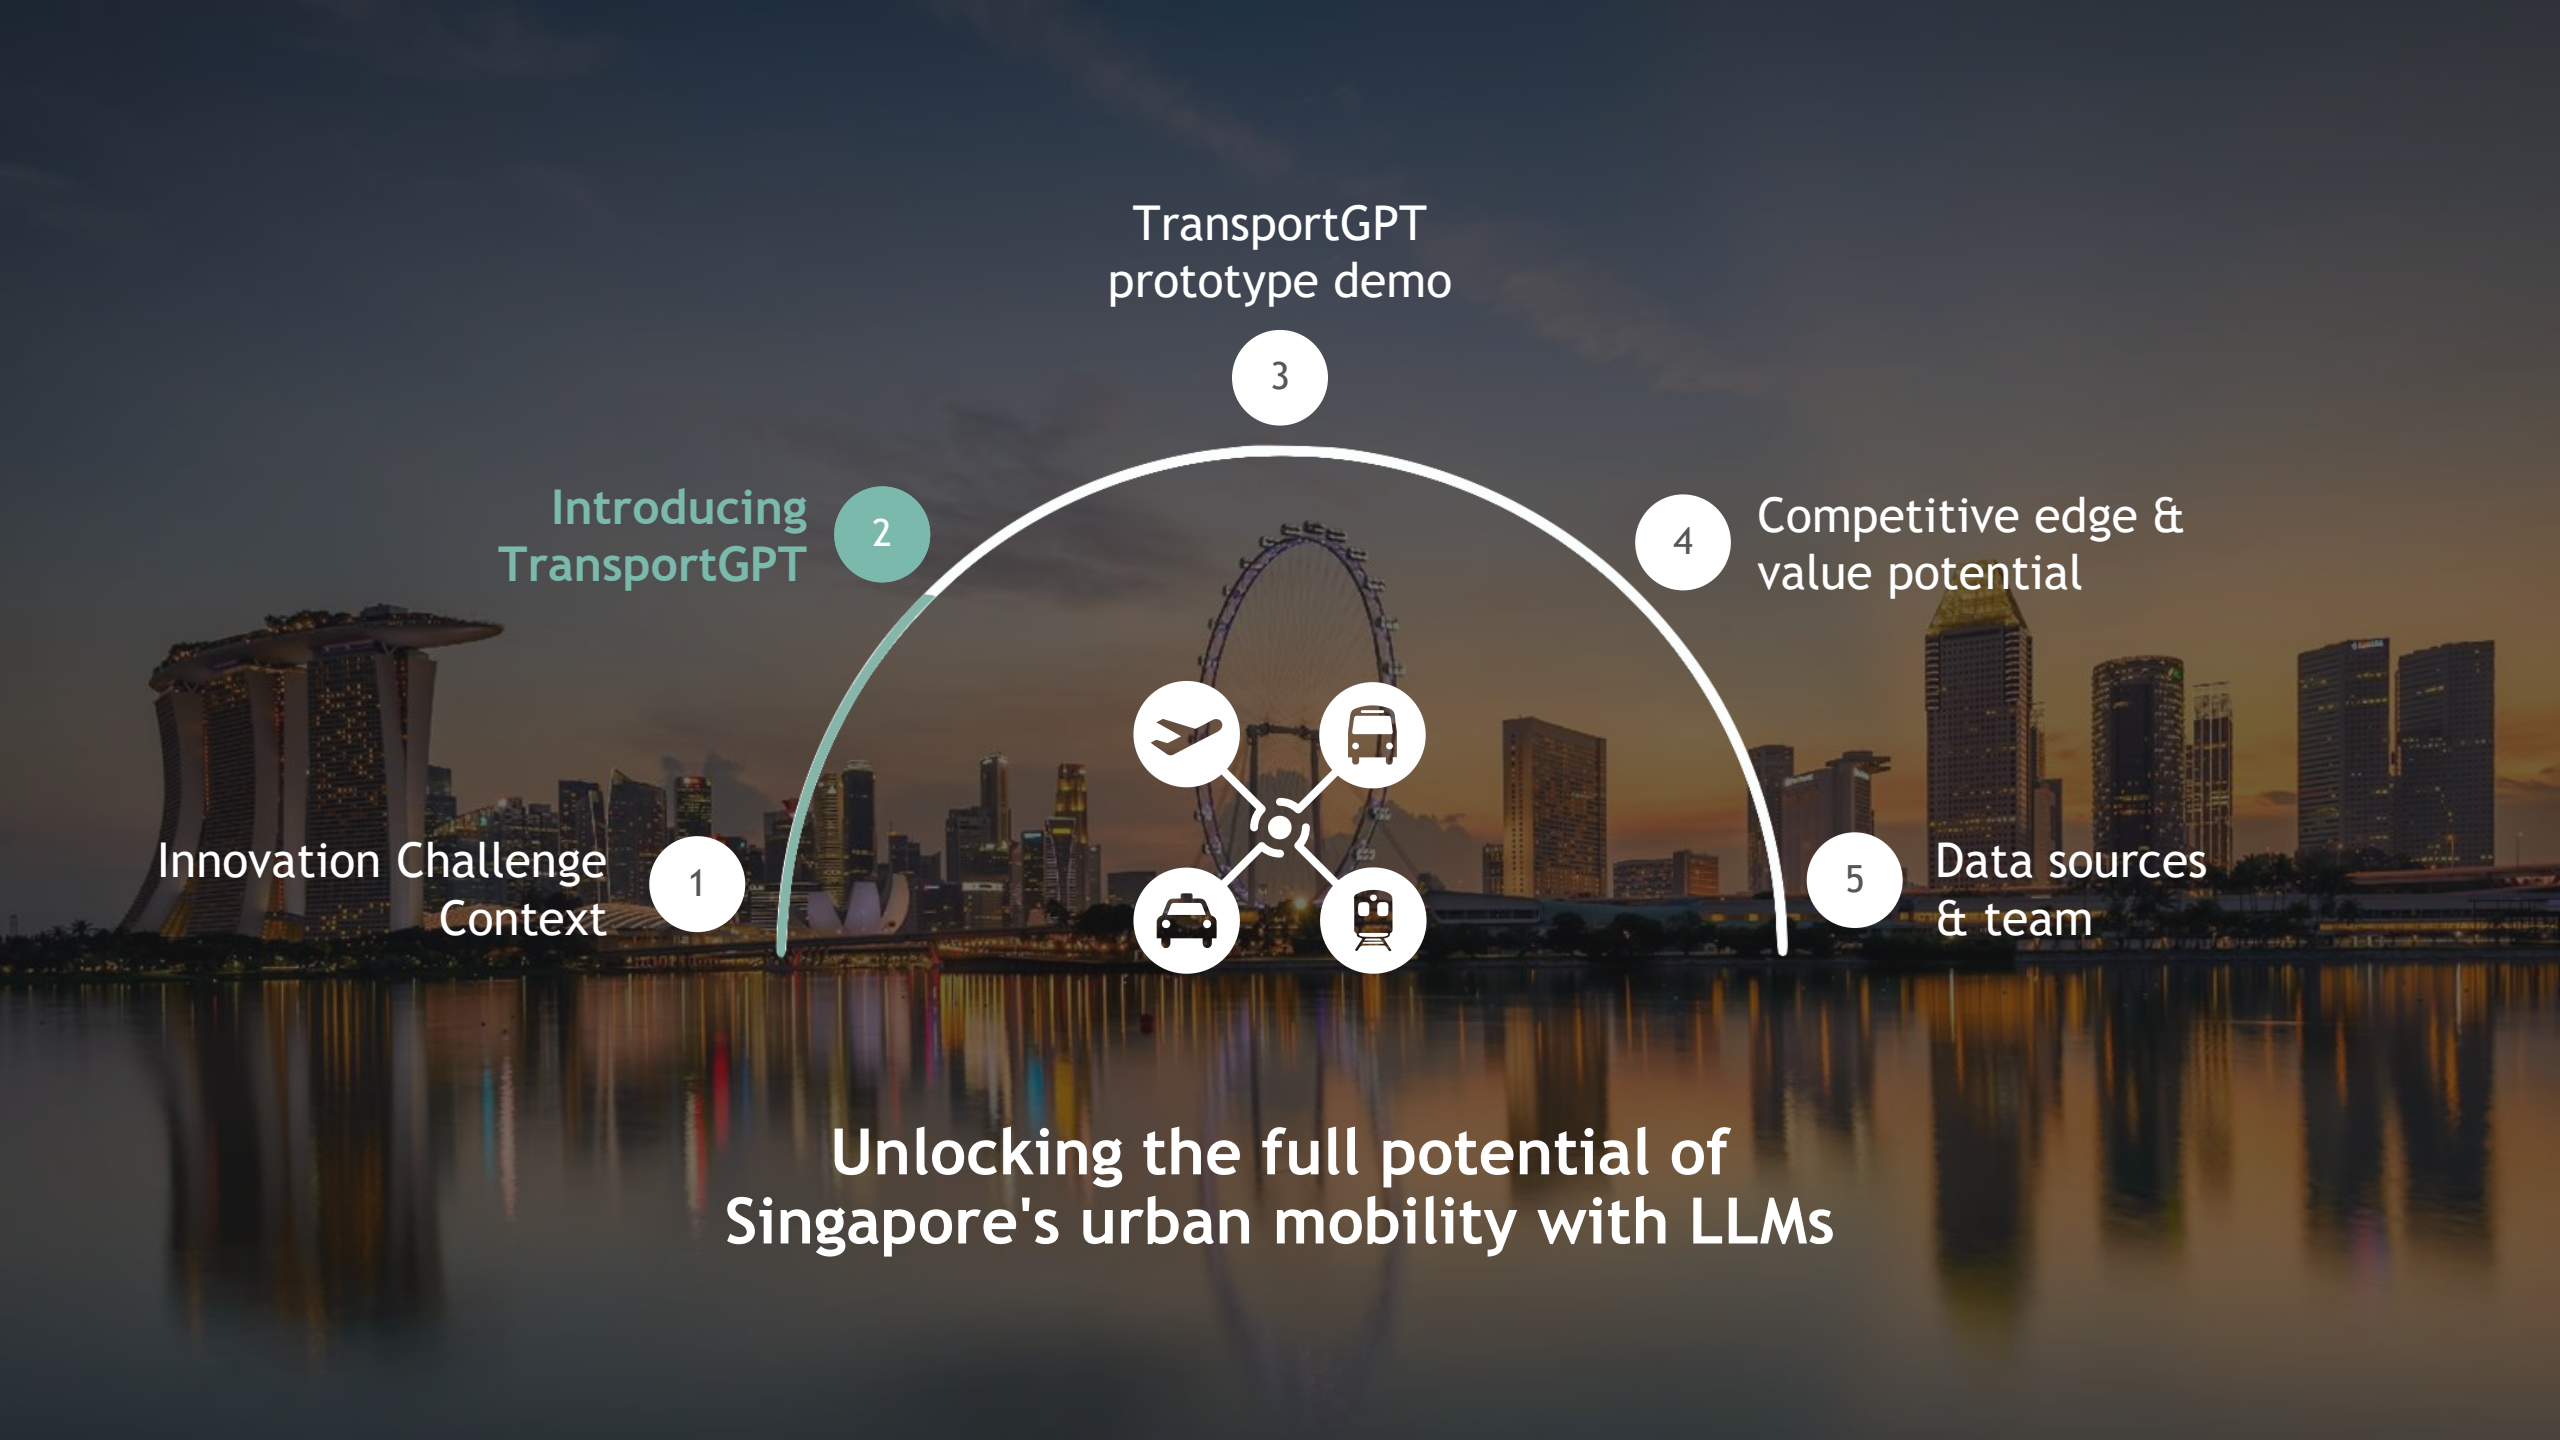 TransportGPT
prototype demo
3
Introducing
TransportGPT
2
4
Competitive edge &
value potential
Innovation Challenge
Context
1
5
Data sources
& team
Unlocking the full potential of
Singapore's urban mobility with LLMs